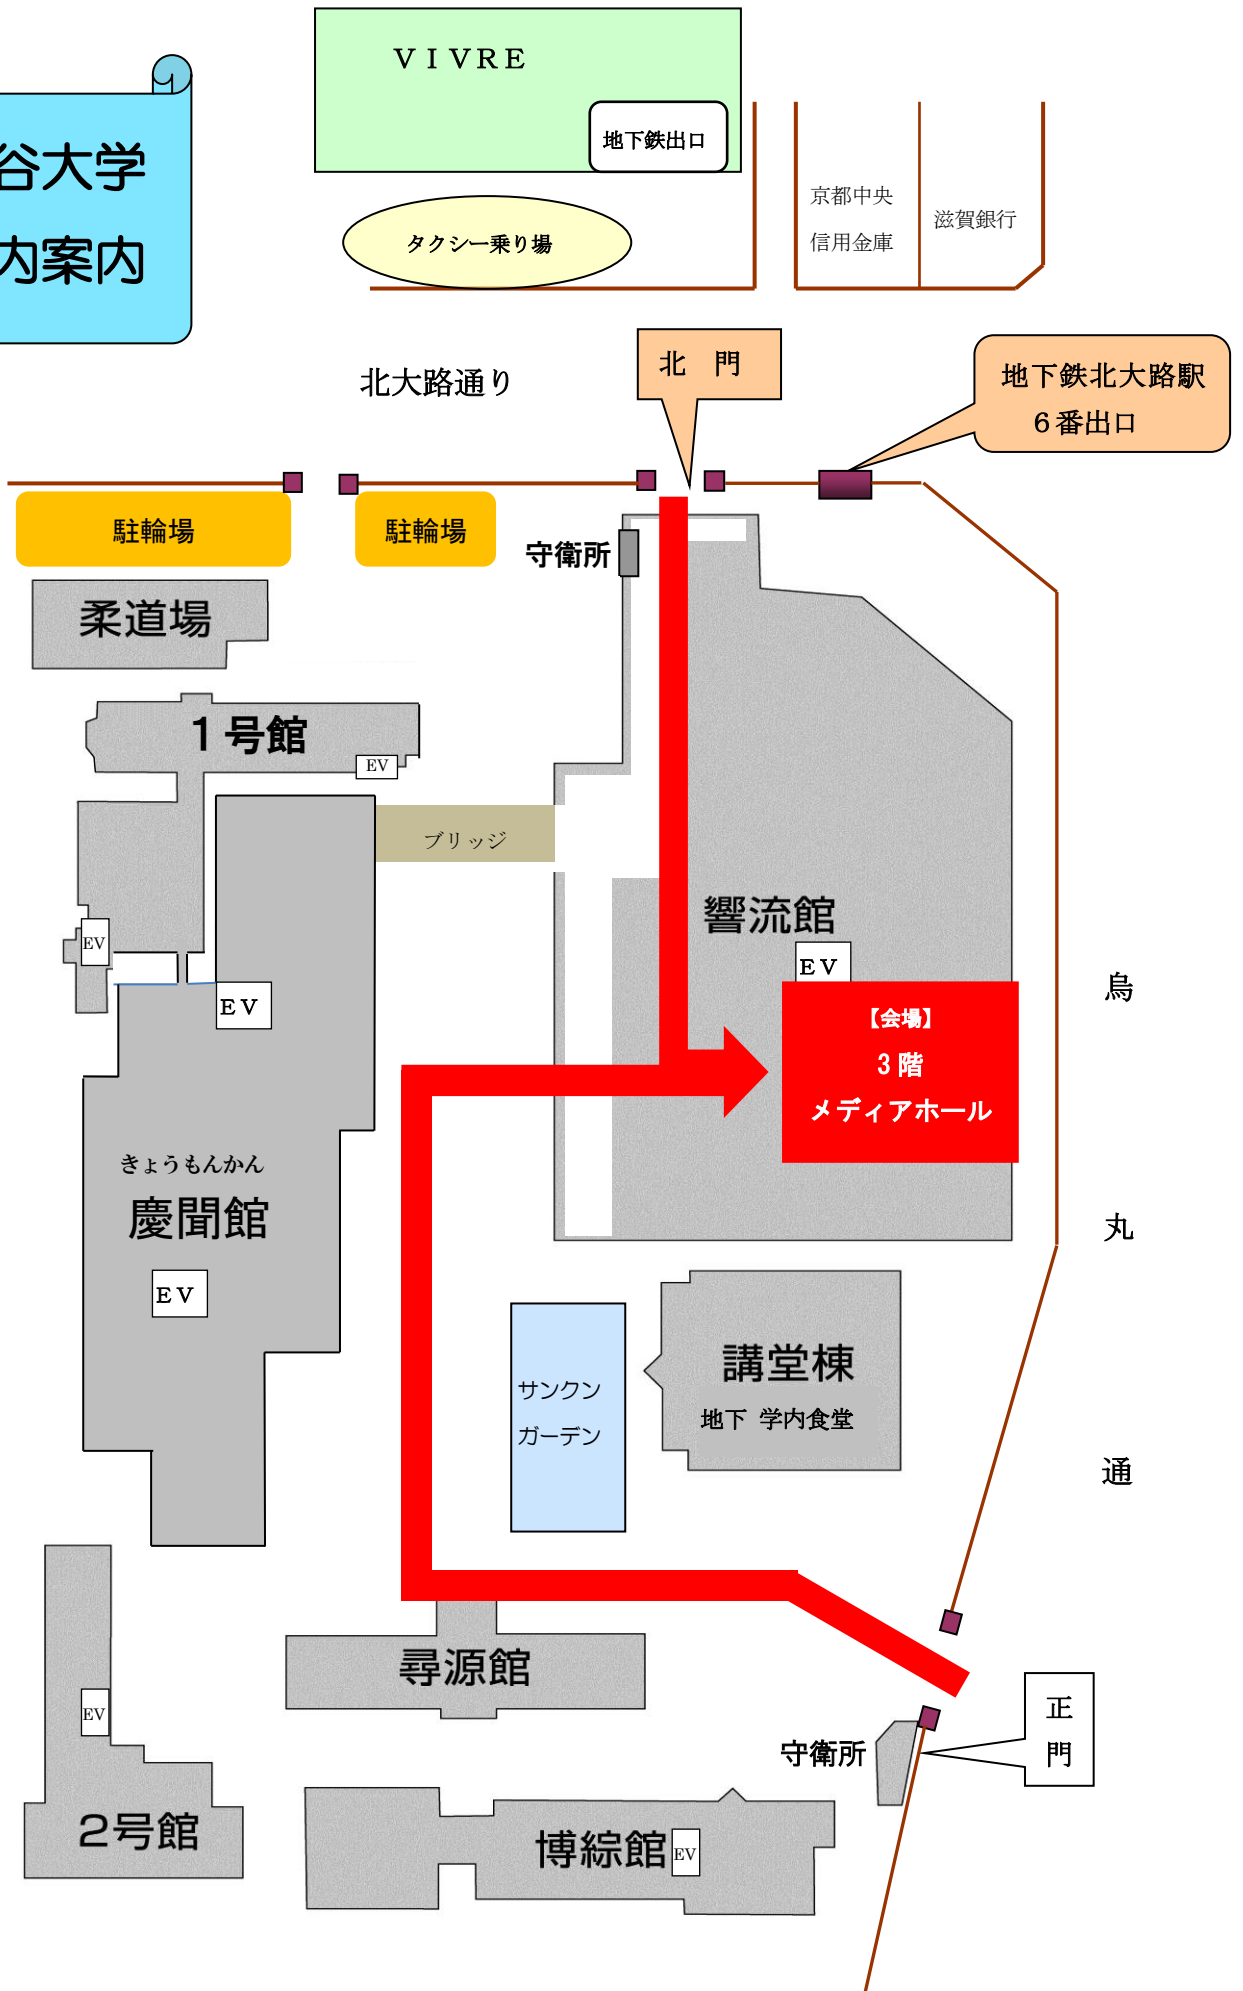 ＶＩＶＲＥ
地下鉄出口
谷大学
内案内
京都中央
信用金庫
滋賀銀行
タクシー乗り場
北大路通り
北　門
地下鉄北大路駅
６番出口
駐輪場
駐輪場
守衛所
柔道場
１号館
EV
ブリッジ
響流館
EV
ＥＶ
ＥＶ
【会場】
3 階
メディアホール
烏
丸
通
きょうもんかん
慶聞館
ＥＶ
サンクン
ガーデン
講堂棟
地下 学内食堂
尋源館
EV
正
門
守衛所
2号館
博綜館
EV